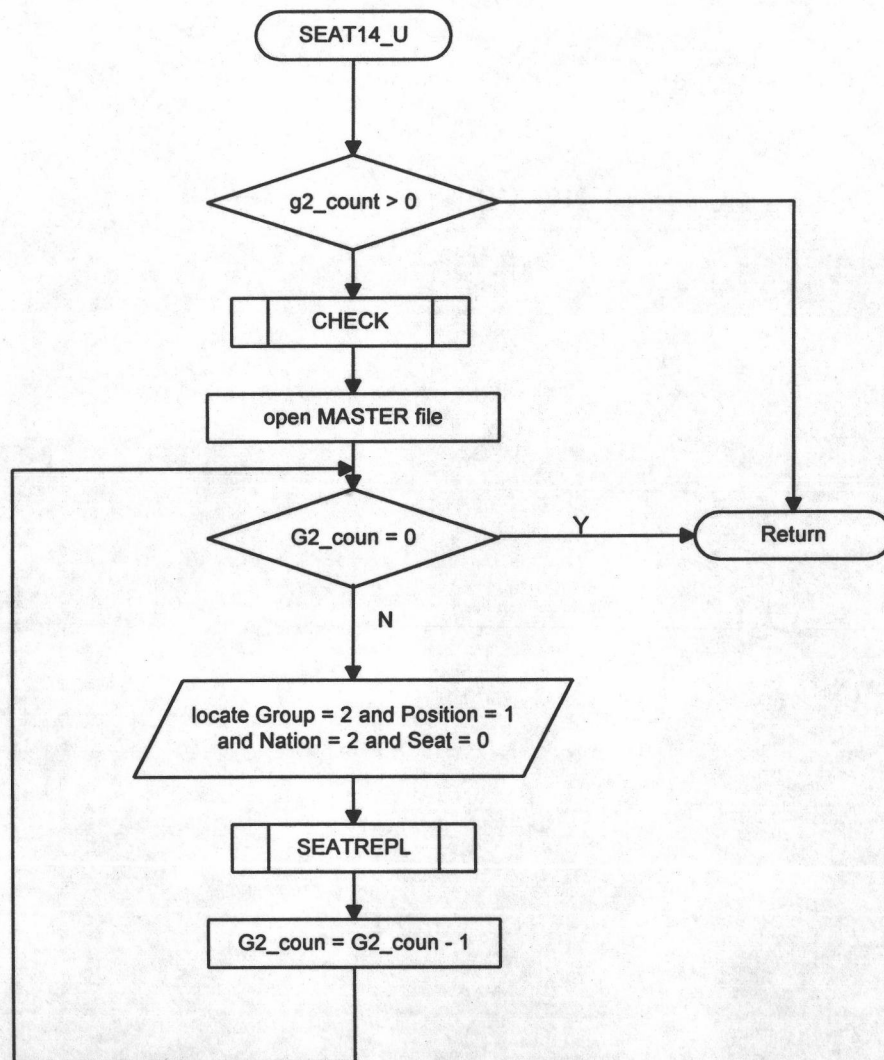 SEAT14_U
g2_count > 0
CHECK
open MASTER file
G2_coun = 0
Y
Return
N
locate Group = 2 and Position = 1
and Nation = 2 and Seat = 0
SEATREPL
G2_coun = G2_coun - 1